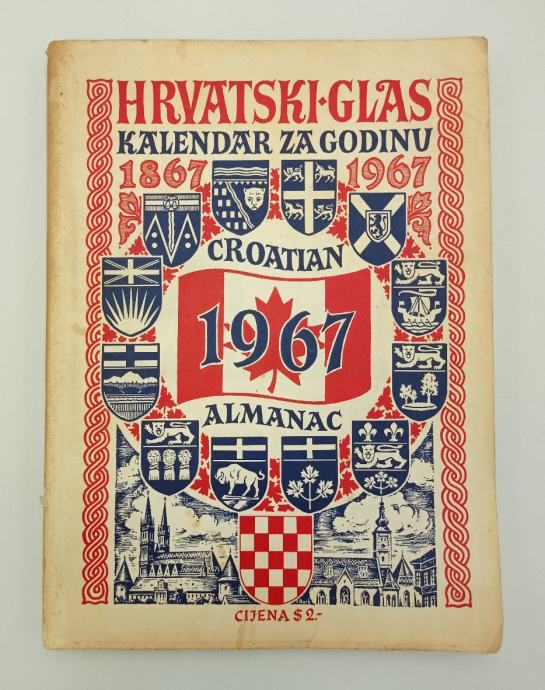 HRVATSKI·GLAS
KALENDAR ZA GODINU
1867 1967
CROATIAN
1967
ALMANAC
CIJENA $ 2.-